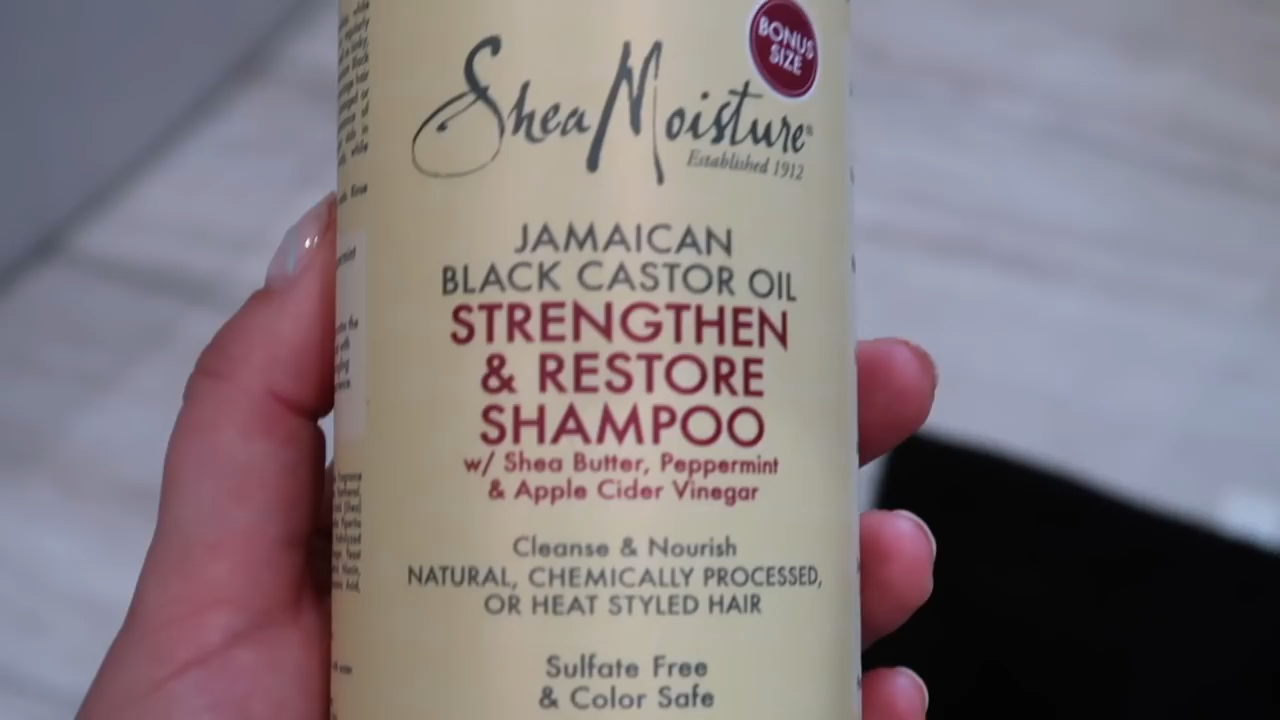 BONUS
SIZE
SheaMoisture®
Established 1912
JAMAICAN
BLACK CASTOR OIL
STRENGTHEN
& RESTORE
SHAMPOO
w/ Shea Butter, Peppermint
& Apple Cider Vinegar
Cleanse & Nourish
NATURAL, CHEMICALLY PROCESSED,
OR HEAT STYLED HAIR
Sulfate Free
& Color Safe